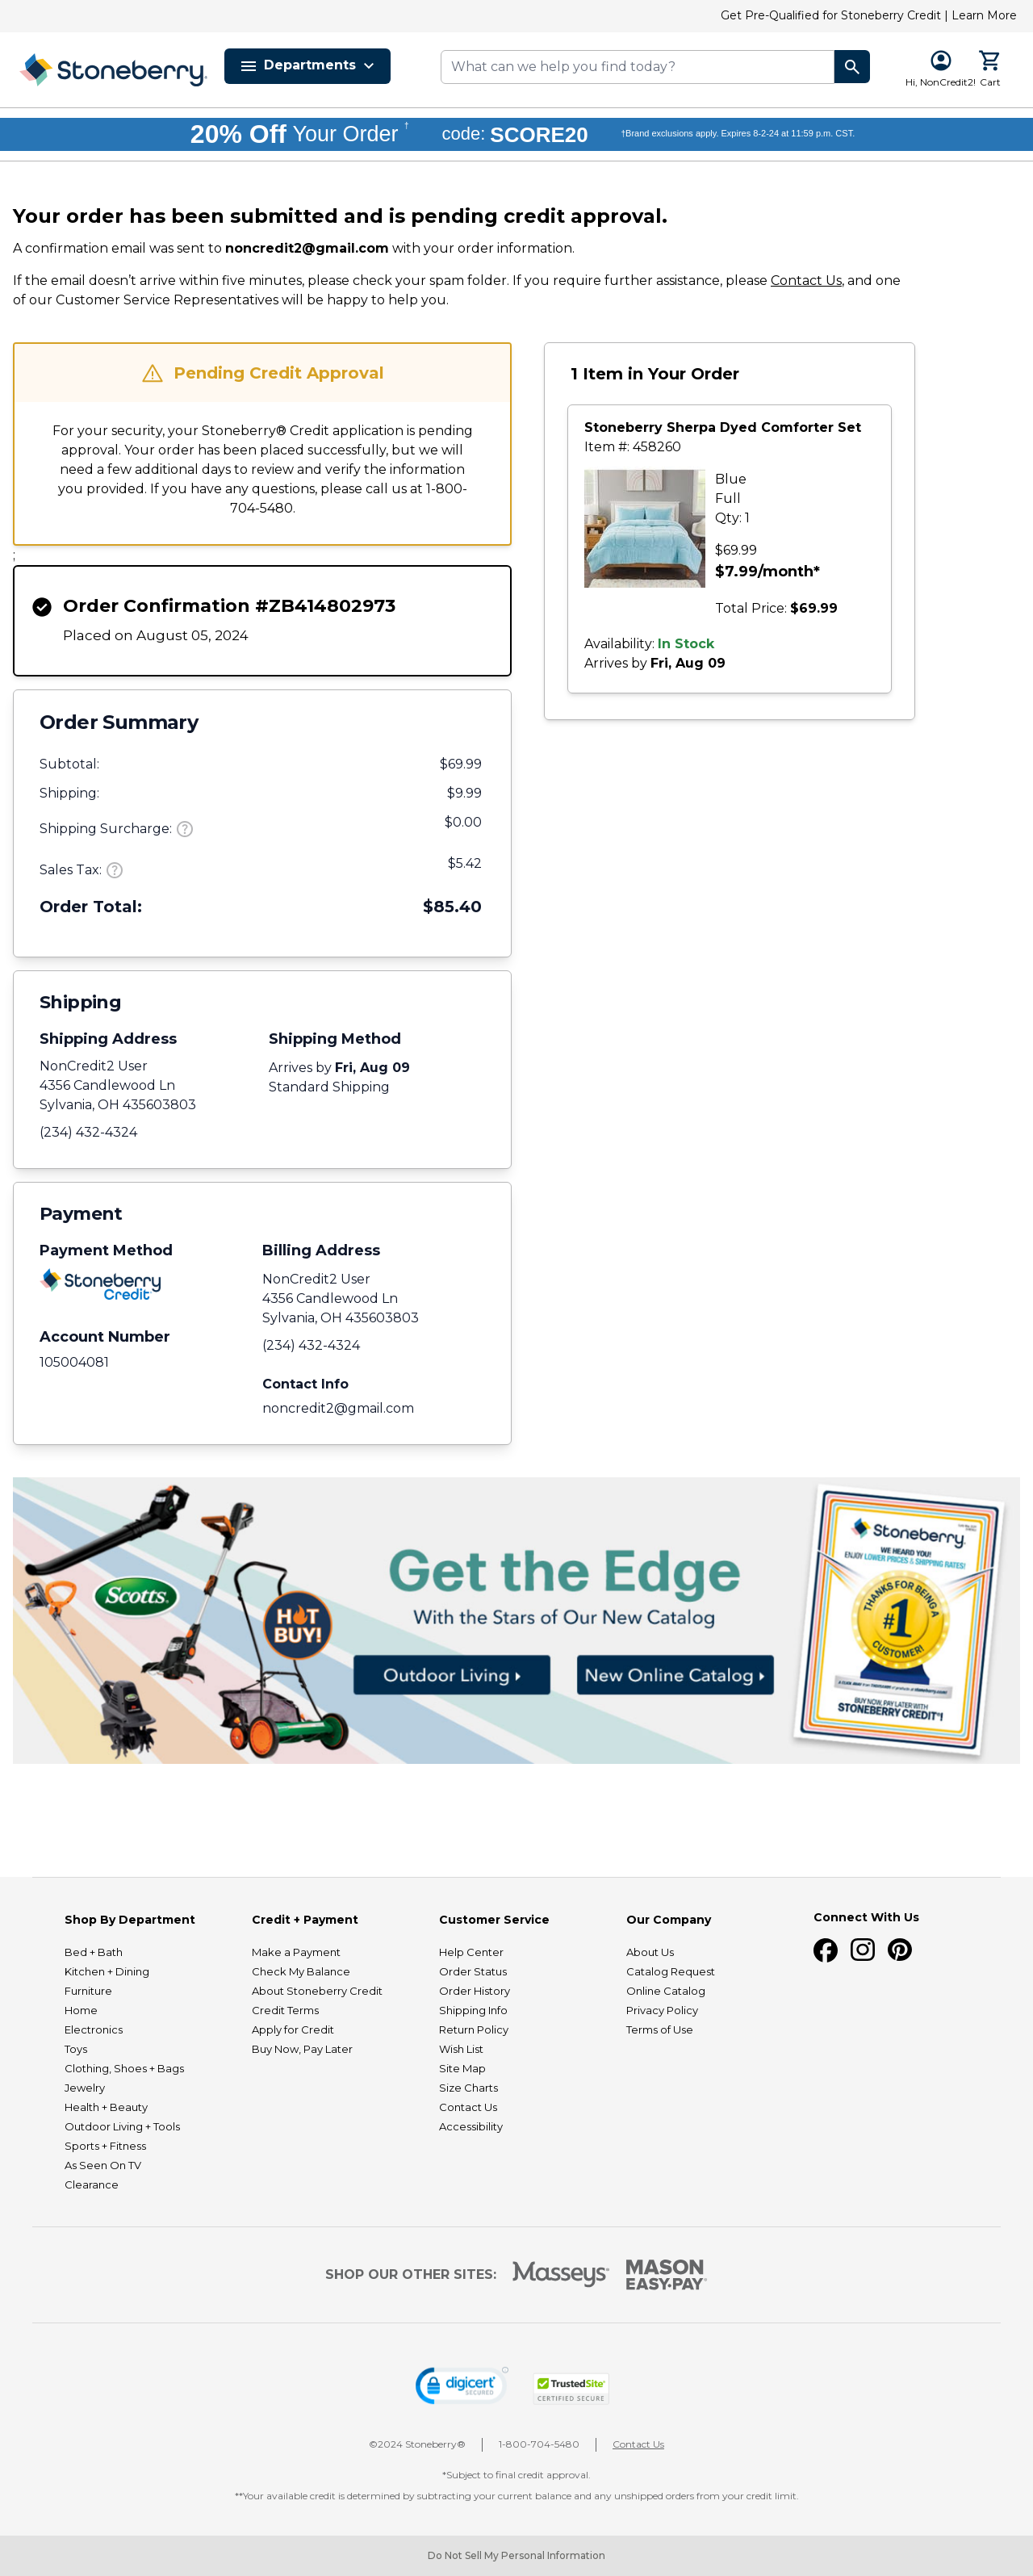 Get Pre-Qualified for Stoneberry Credit | Learn More
Stoneberry
Departments
What can we help you find today?
Hi, NonCredit2!
Cart
20% Off Your Order †
code: SCORE20
†Brand exclusions apply. Expires 8-2-24 at 11:59 p.m. CST.
Your order has been submitted and is pending credit approval.
A confirmation email was sent to noncredit2@gmail.com with your order information.
If the email doesn’t arrive within five minutes, please check your spam folder. If you require further assistance, please Contact Us, and one
of our Customer Service Representatives will be happy to help you.
Pending Credit Approval
For your security, your Stoneberry® Credit application is pending
approval. Your order has been placed successfully, but we will
need a few additional days to review and verify the information
you provided. If you have any questions, please call us at 1-800-
704-5480.
;
Order Confirmation #ZB414802973
Placed on August 05, 2024
Order Summary
Subtotal: $69.99
Shipping: $9.99
Shipping Surcharge: ? $0.00
Sales Tax: ? $5.42
Order Total: $85.40
Shipping
Shipping Address
NonCredit2 User
4356 Candlewood Ln
Sylvania, OH 435603803
(234) 432-4324
Shipping Method
Arrives by Fri, Aug 09
Standard Shipping
Payment
Payment Method
Stoneberry
Credit
Account Number
105004081
Billing Address
NonCredit2 User
4356 Candlewood Ln
Sylvania, OH 435603803
(234) 432-4324
Contact Info
noncredit2@gmail.com
1 Item in Your Order
Stoneberry Sherpa Dyed Comforter Set
Item #: 458260
Blue
Full
Qty: 1
$69.99
$7.99/month*
Total Price: $69.99
Availability: In Stock
Arrives by Fri, Aug 09
Scotts
HOT
BUY!
Get the Edge
With the Stars of Our New Catalog
Outdoor Living
New Online Catalog
Stoneberry
WE HEARD YOU!
ENJOY LOWER PRICES & SHIPPING RATES!
THANKS FOR BEING A
#1
CUSTOMER!
BUY NOW, PAY LATER WITH
STONEBERRY CREDIT*!
Shop By Department
Bed + Bath
Kitchen + Dining
Furniture
Home
Electronics
Toys
Clothing, Shoes + Bags
Jewelry
Health + Beauty
Outdoor Living + Tools
Sports + Fitness
As Seen On TV
Clearance
Credit + Payment
Make a Payment
Check My Balance
About Stoneberry Credit
Credit Terms
Apply for Credit
Buy Now, Pay Later
Customer Service
Help Center
Order Status
Order History
Shipping Info
Return Policy
Wish List
Site Map
Size Charts
Contact Us
Accessibility
Our Company
About Us
Catalog Request
Online Catalog
Privacy Policy
Terms of Use
Connect With Us
SHOP OUR OTHER SITES:
Masseys
MASON
EASY•PAY®
digicert
SECURED
TrustedSite
CERTIFIED SECURE
©2024 Stoneberry®
1-800-704-5480
Contact Us
*Subject to final credit approval.
**Your available credit is determined by subtracting your current balance and any unshipped orders from your credit limit.
Do Not Sell My Personal Information